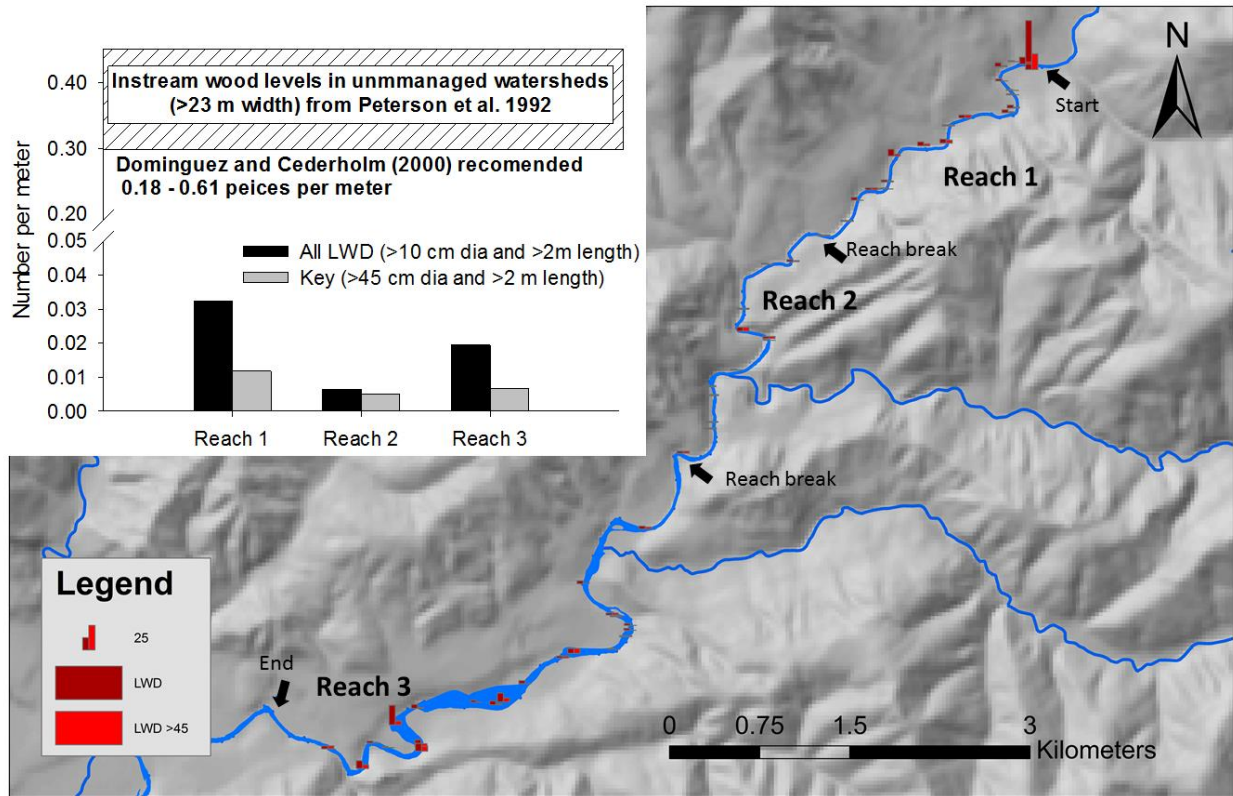 0.40
0.30
0.20
0.05
0.04
0.03
0.02
0.01
0.00
Number per meter
Instream wood levels in unmmanaged watersheds
(>23 m width) from Peterson et al. 1992
Dominguez and Cederholm (2000) recomended
0.18 - 0.61 peices per meter
All LWD (>10 cm dia and >2m length)
Key (>45 cm dia and >2 m length)
Reach 1 Reach 2 Reach 3
N
Start
Reach 1
Reach break
Reach 2
Reach break
Reach 3
End
Legend
25
LWD
LWD >45
0 0.75 1.5 3
Kilometers